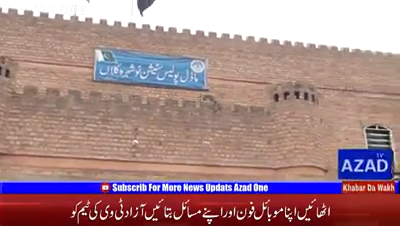 ماڈل پولیس سٹیشن نوشہرہ کلاں
TV
AZAD
Khabar Da Wakh
Subscrib For More News Updats Azad One
اٹھائیں اپنا موبائل فون اور اپنے مسائل بتائیں آزاد ٹی وی کی ٹیم کو